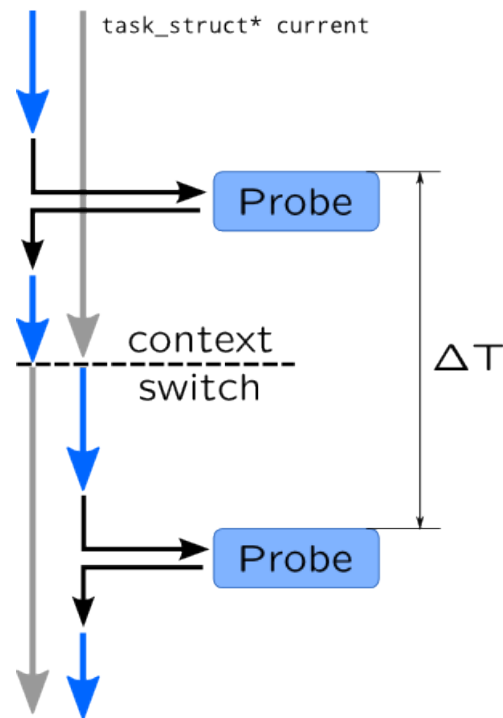 task_struct* current
Probe
context
ΔT
switch
Probe